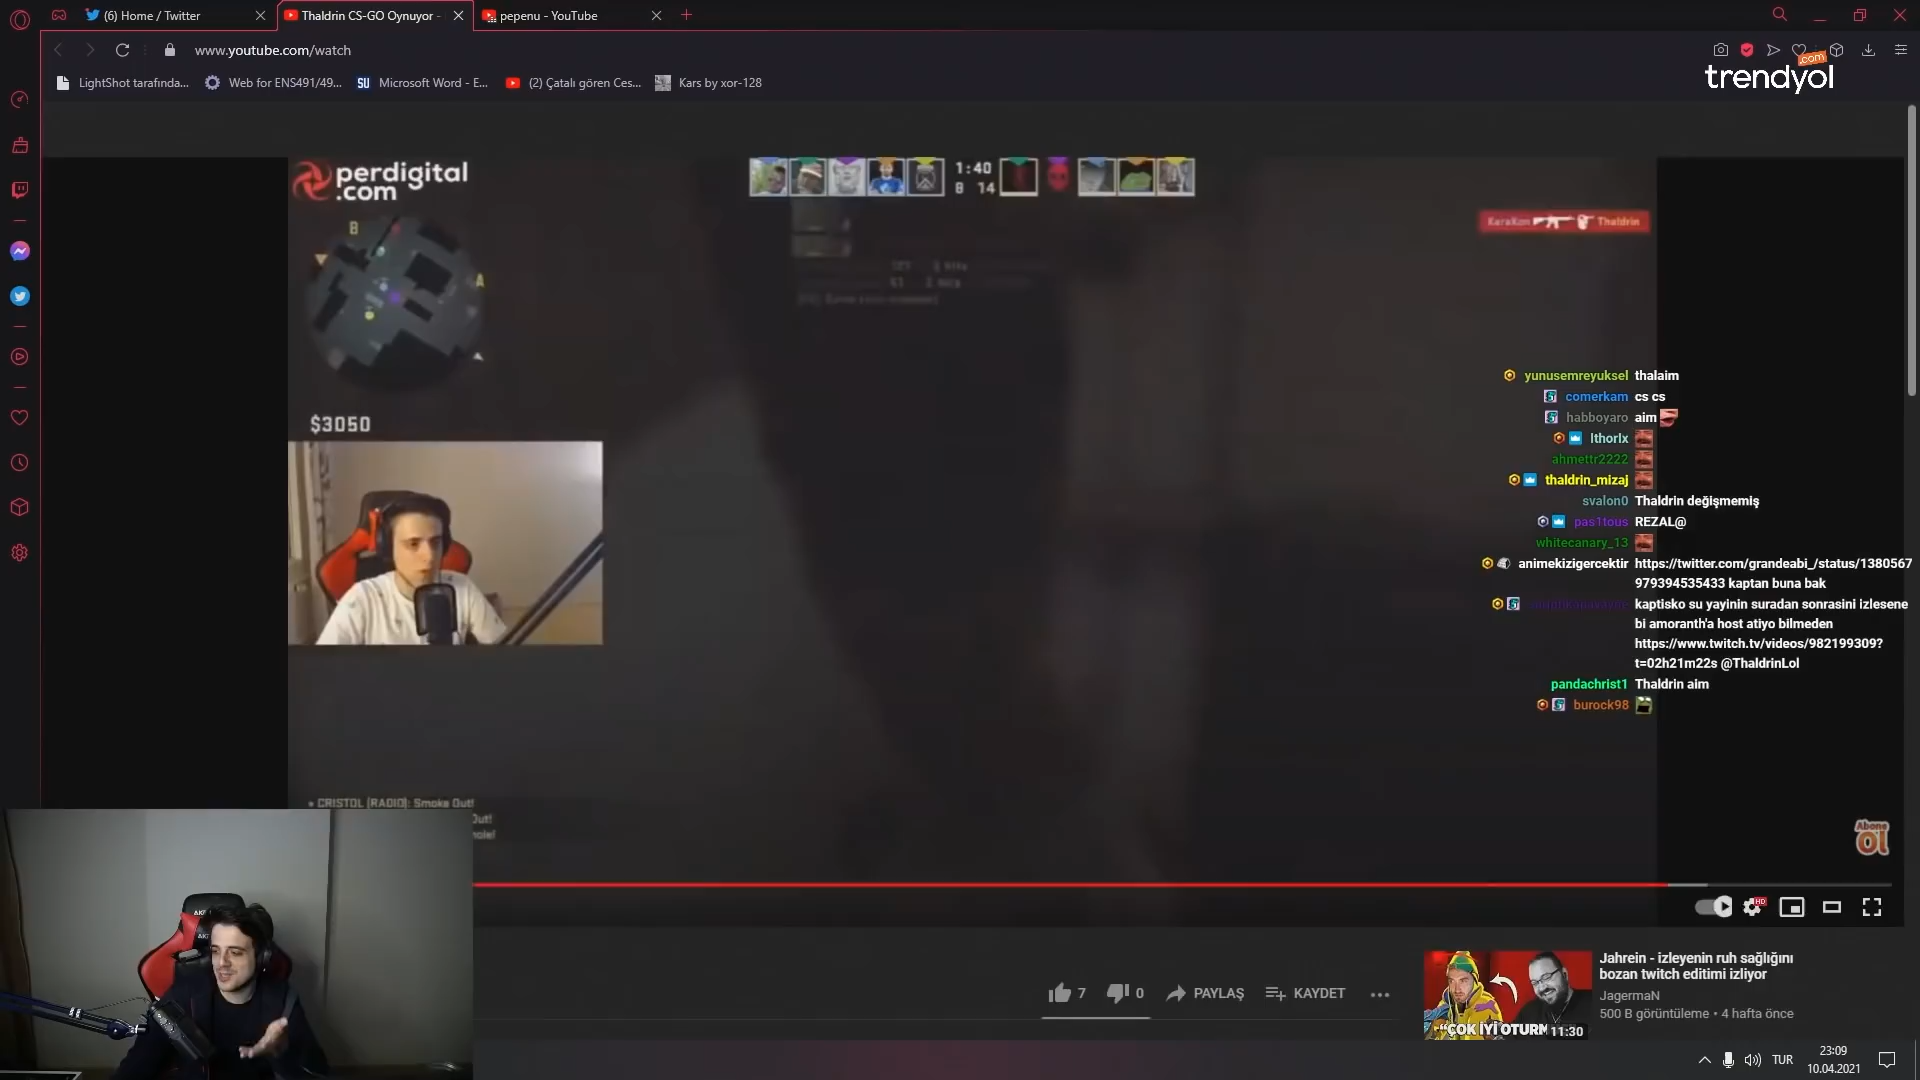 (6) Home / Twitter
Thaldrin CS-GO Oynuyor -
pepenu - YouTube
www.youtube.com/watch
LightShot tarafında...
Web for ENS491/49...
SU
Microsoft Word - E...
(2) Çatalı gören Ces...
Kars by xor-128
.com
trendyol
perdigital
.com
1:40
8 14
KaraKon Thaldrin
B
A
$3050
yunusemreyuksel thalaim
comerkam cs cs
habboyaro aim
Ithorlx
ahmettr2222
thaldrin_mizaj
svalon0 Thaldrin değişmemiş
pas1tous REZAL@
whitecanary_13
animekizigercektir https://twitter.com/grandeabi_/status/1380567
979394535433 kaptan buna bak
kaptisko su yayinin suradan sonrasini izlesene
bi amoranth'a host atiyo bilmeden
https://www.twitch.tv/videos/982199309?
t=02h21m22s @ThaldrinLol
pandachrist1 Thaldrin aim
burock98
CRISTOL (RADIO): Smoke Out!
Out!
Abone
Ol
HD
7
0
PAYLAŞ
KAYDET
Jahrein - izleyenin ruh sağlığını
bozan twitch editimi izliyor
JagermaN
500 B görüntüleme • 4 hafta önce
"ÇOK İYİ OTURM
11:30
TUR
23:09
10.04.2021